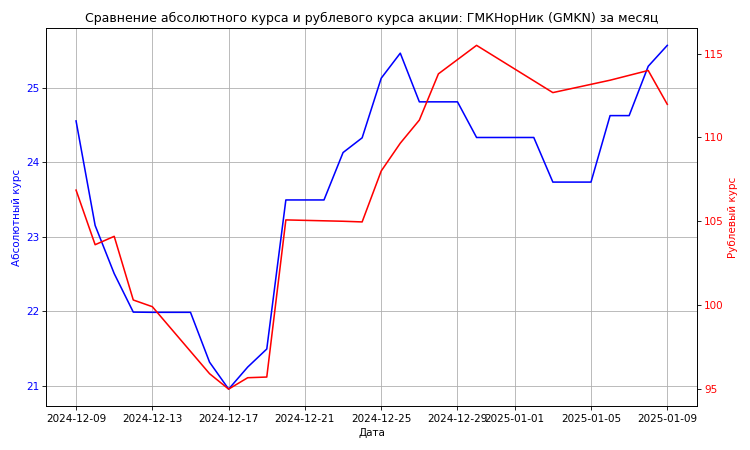 Сравнение абсолютного курса и рублевого курса акции: ГМКНорНик (GMKN) за месяц
25
24
23
22
21
Абсолютный курс
115
110
105
100
95
Рублевый курс
2024-12-09 2024-12-13 2024-12-17 2024-12-21 2024-12-25 2024-12-29 2025-01-01 2025-01-05 2025-01-09
Дата